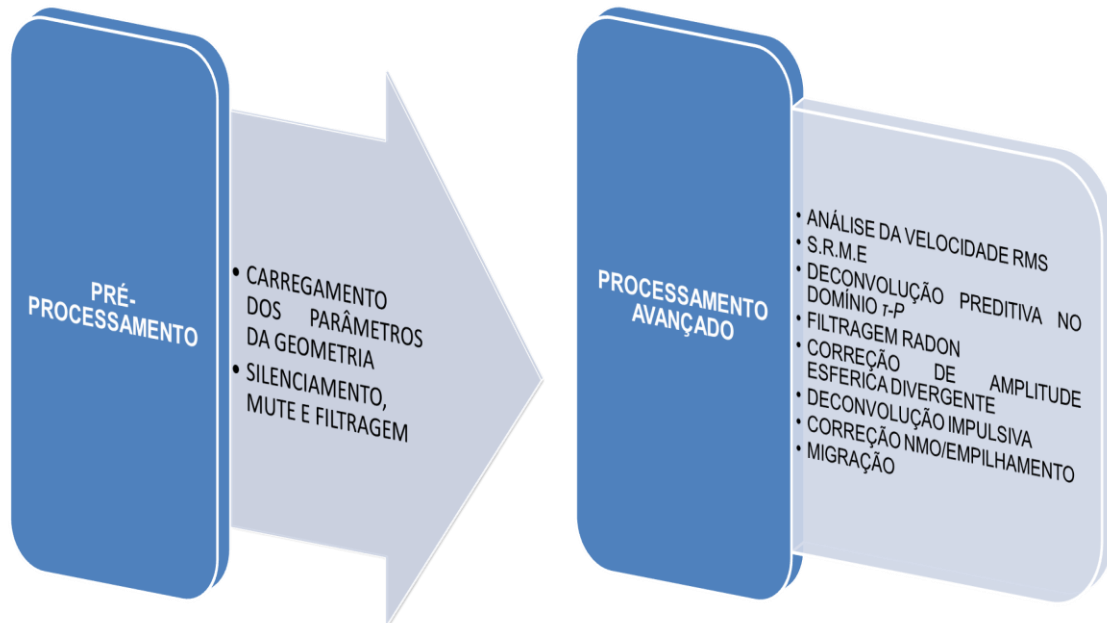 PRÉ-
PROCESSAMENTO
• CARREGAMENTO
DOS PARÂMETROS
DA GEOMETRIA
• SILENCIAMENTO,
MUTE E FILTRAGEM
PROCESSAMENTO
AVANÇADO
• ANÁLISE DA VELOCIDADE RMS
• S.R.M.E
• DECONVOLUÇÃO PREDITIVA NO
DOMÍNIO τ-P
• FILTRAGEM RADON
• CORREÇÃO DE AMPLITUDE
ESFERICA DIVERGENTE
• DECONVOLUÇÃO IMPULSIVA
• CORREÇÃO NMO/EMPILHAMENTO
• MIGRAÇÃO